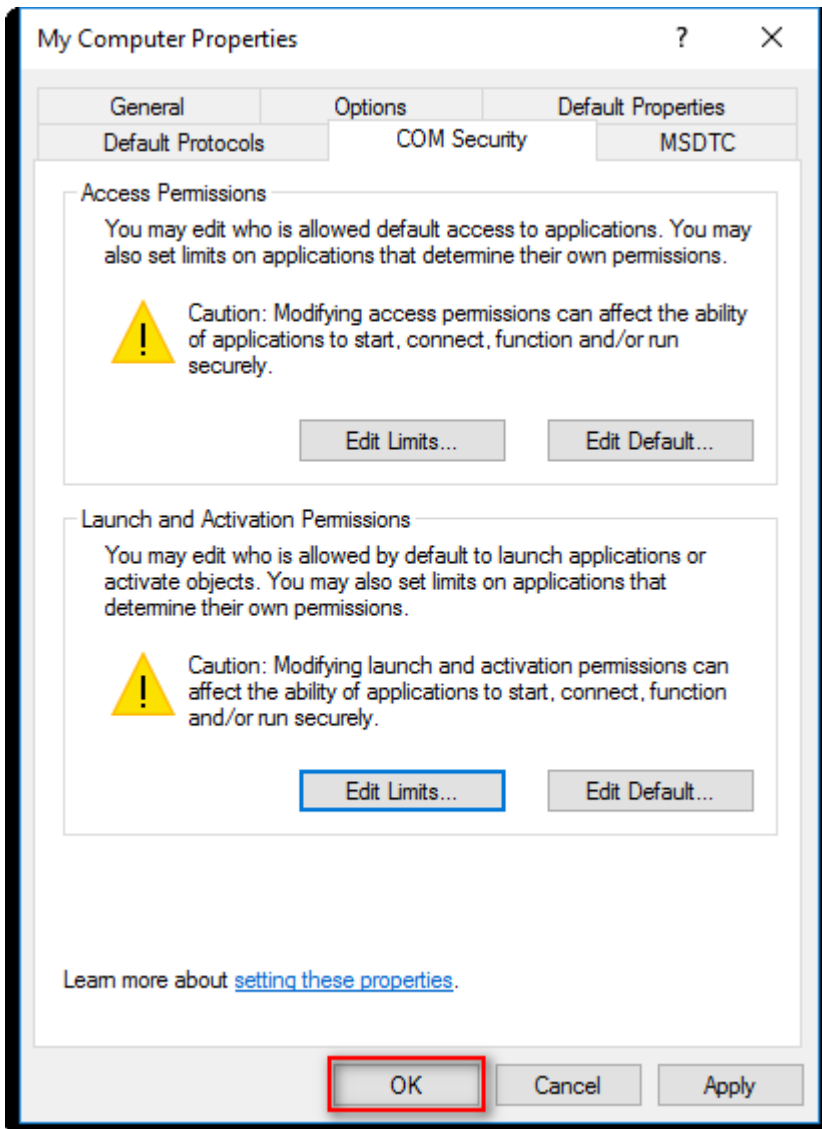 My Computer Properties
?
General
Options
Default Properties
Default Protocols
COM Security
MSDTC
Access Permissions
You may edit who is allowed default access to applications. You may
also set limits on applications that determine their own permissions.
Caution: Modifying access permissions can affect the ability
of applications to start, connect, function and/or run
securely.
Edit Limits...
Edit Default...
Launch and Activation Permissions
You may edit who is allowed by default to launch applications or
activate objects. You may also set limits on applications that
determine their own permissions.
Caution: Modifying launch and activation permissions can
affect the ability of applications to start, connect, function
and/or run securely.
Edit Limits...
Edit Default...
Learn more about setting these properties.
OK
Cancel
Apply